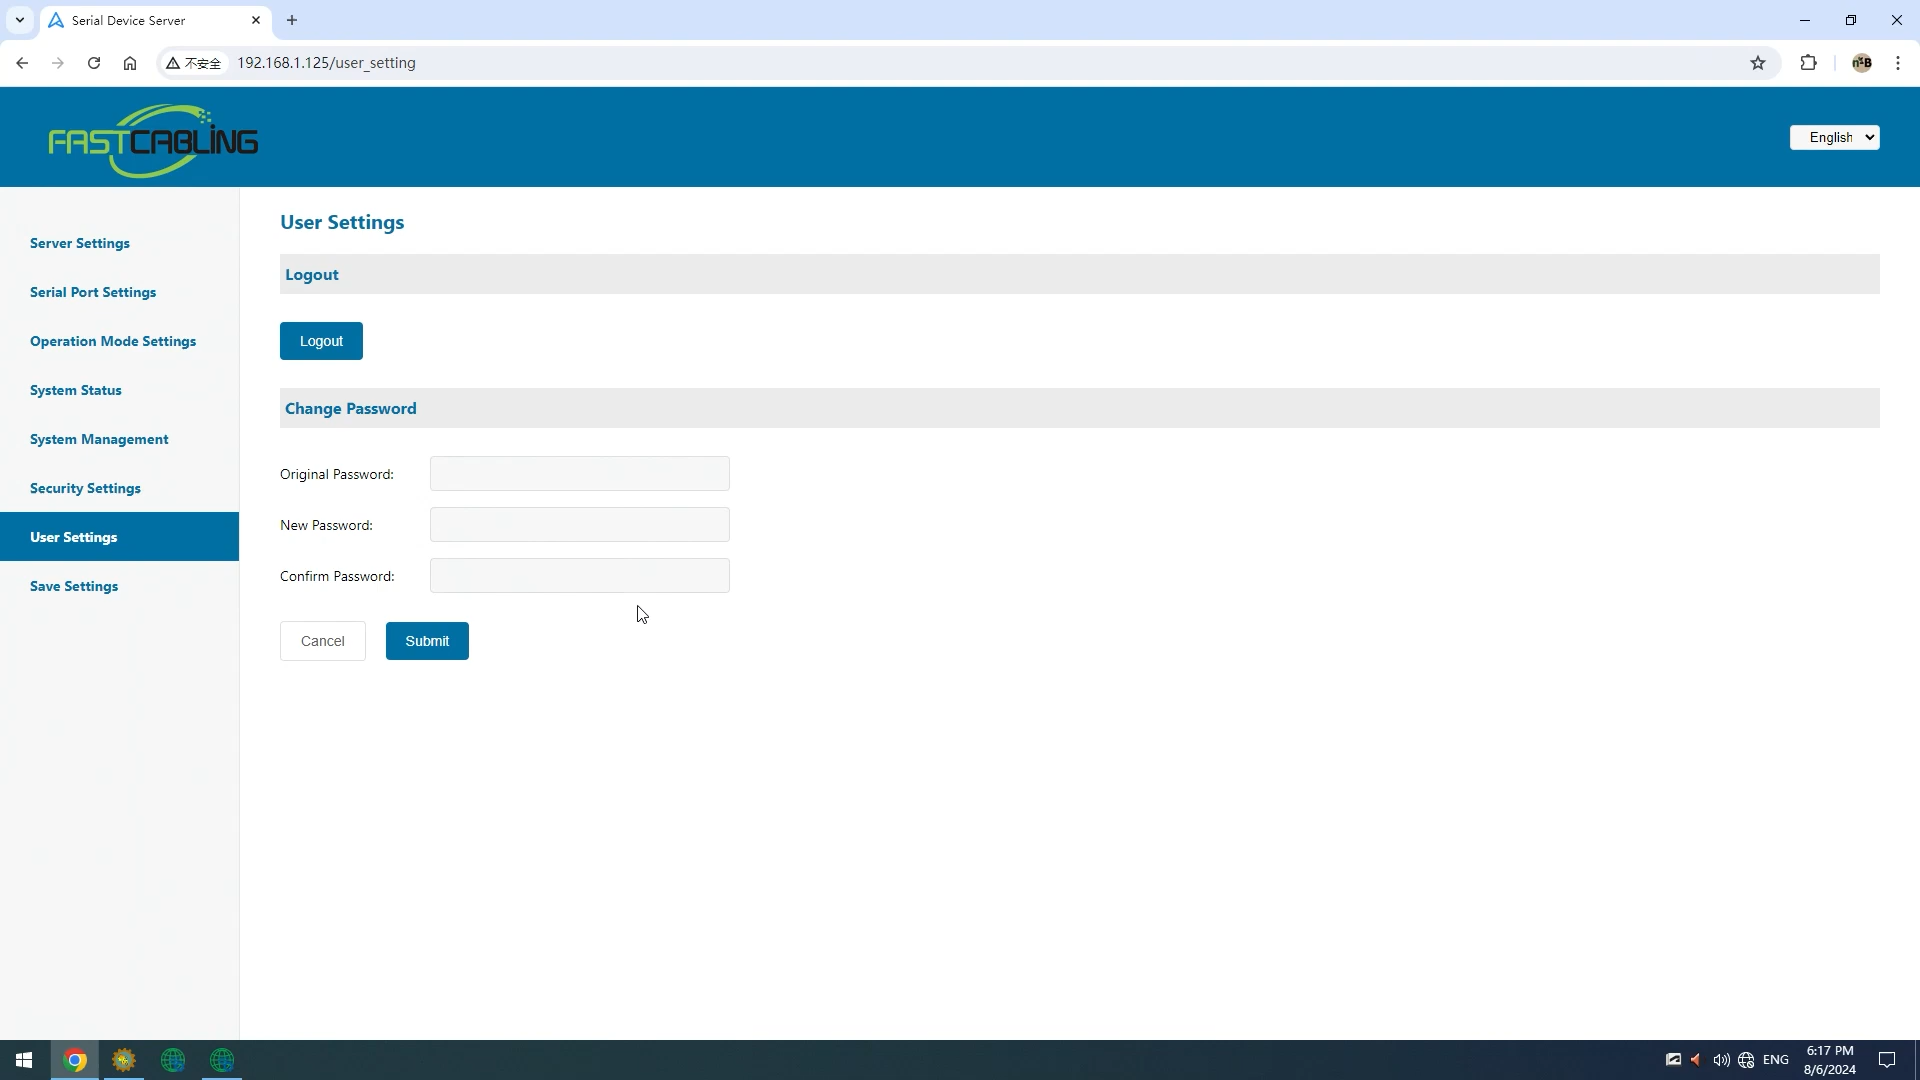 Serial Device Server
不安全
192.168.1.125/user_setting
FASTCABLING
English
Server Settings
Serial Port Settings
Operation Mode Settings
System Status
System Management
Security Settings
User Settings
Save Settings
User Settings
Logout
Logout
Change Password
Original Password:
New Password:
Confirm Password:
Cancel
Submit
ENG
6:17 PM
8/6/2024